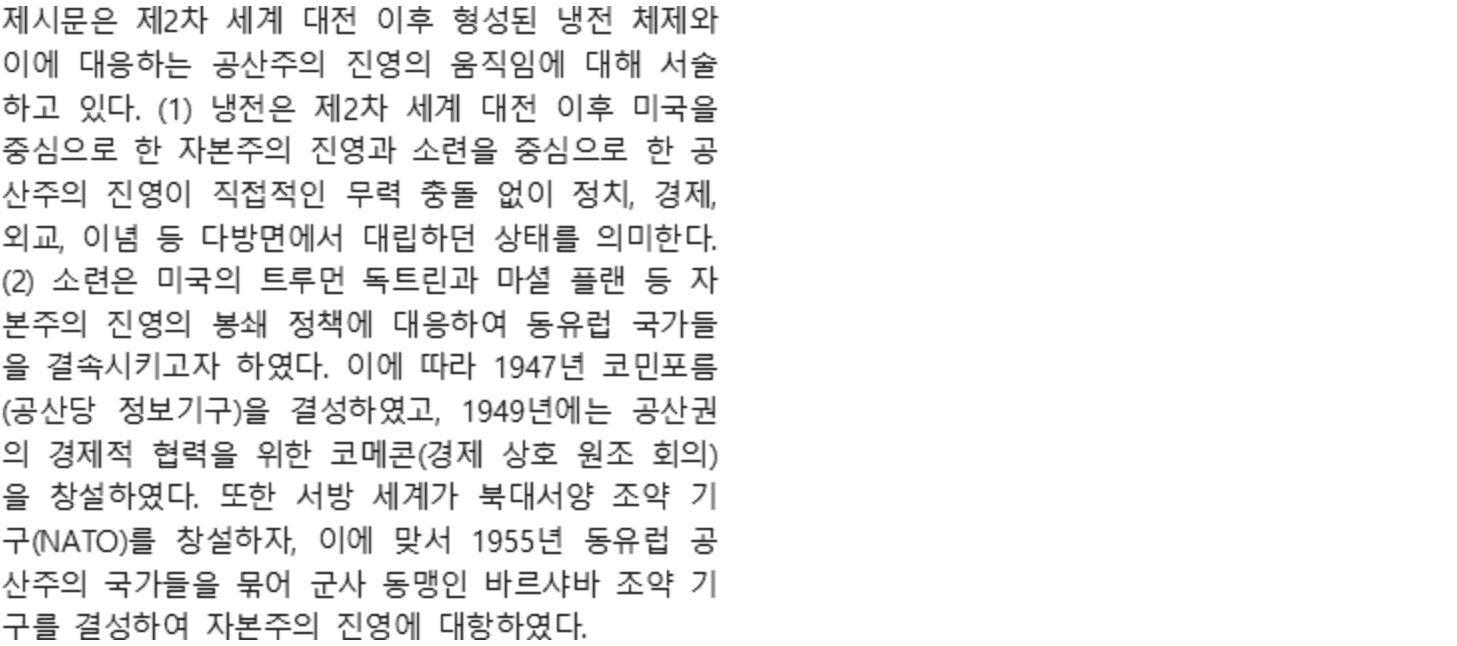 제시문은 제2차 세계 대전 이후 형성된 냉전 체제와
이에 대응하는 공산주의 진영의 움직임에 대해 서술
하고 있다. (1) 냉전은 제2차 세계 대전 이후 미국을
중심으로 한 자본주의 진영과 소련을 중심으로 한 공
산주의 진영이 직접적인 무력 충돌 없이 정치, 경제,
외교, 이념 등 다방면에서 대립하던 상태를 의미한다.
(2) 소련은 미국의 트루먼 독트린과 마셜 플랜 등 자
본주의 진영의 봉쇄 정책에 대응하여 동유럽 국가들
을 결속시키고자 하였다. 이에 따라 1947년 코민포름
(공산당 정보기구)을 결성하였고, 1949년에는 공산권
의 경제적 협력을 위한 코메콘(경제 상호 원조 회의)
을 창설하였다. 또한 서방 세계가 북대서양 조약 기
구(NATO)를 창설하자, 이에 맞서 1955년 동유럽 공
산주의 국가들을 묶어 군사 동맹인 바르샤바 조약 기
구를 결성하여 자본주의 진영에 대항하였다.